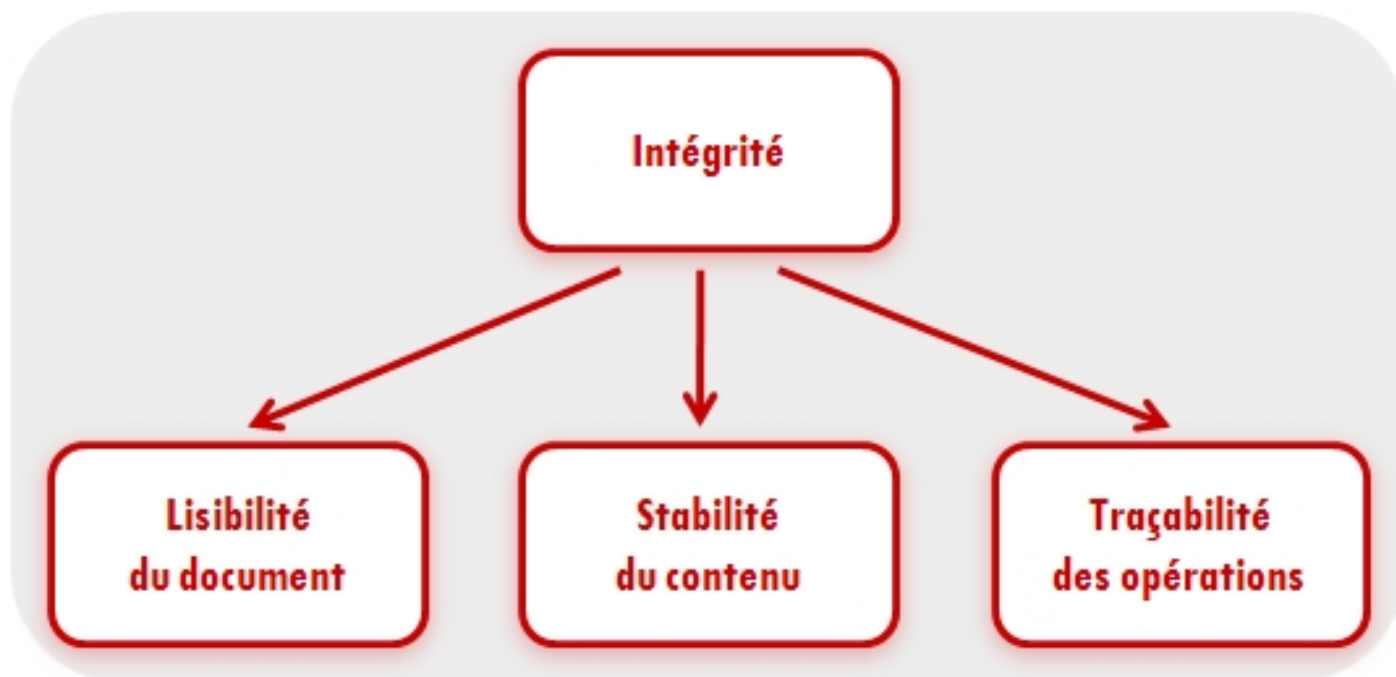 Intégrité
Lisibilité
du document
Stabilité
du contenu
Traçabilité
des opérations